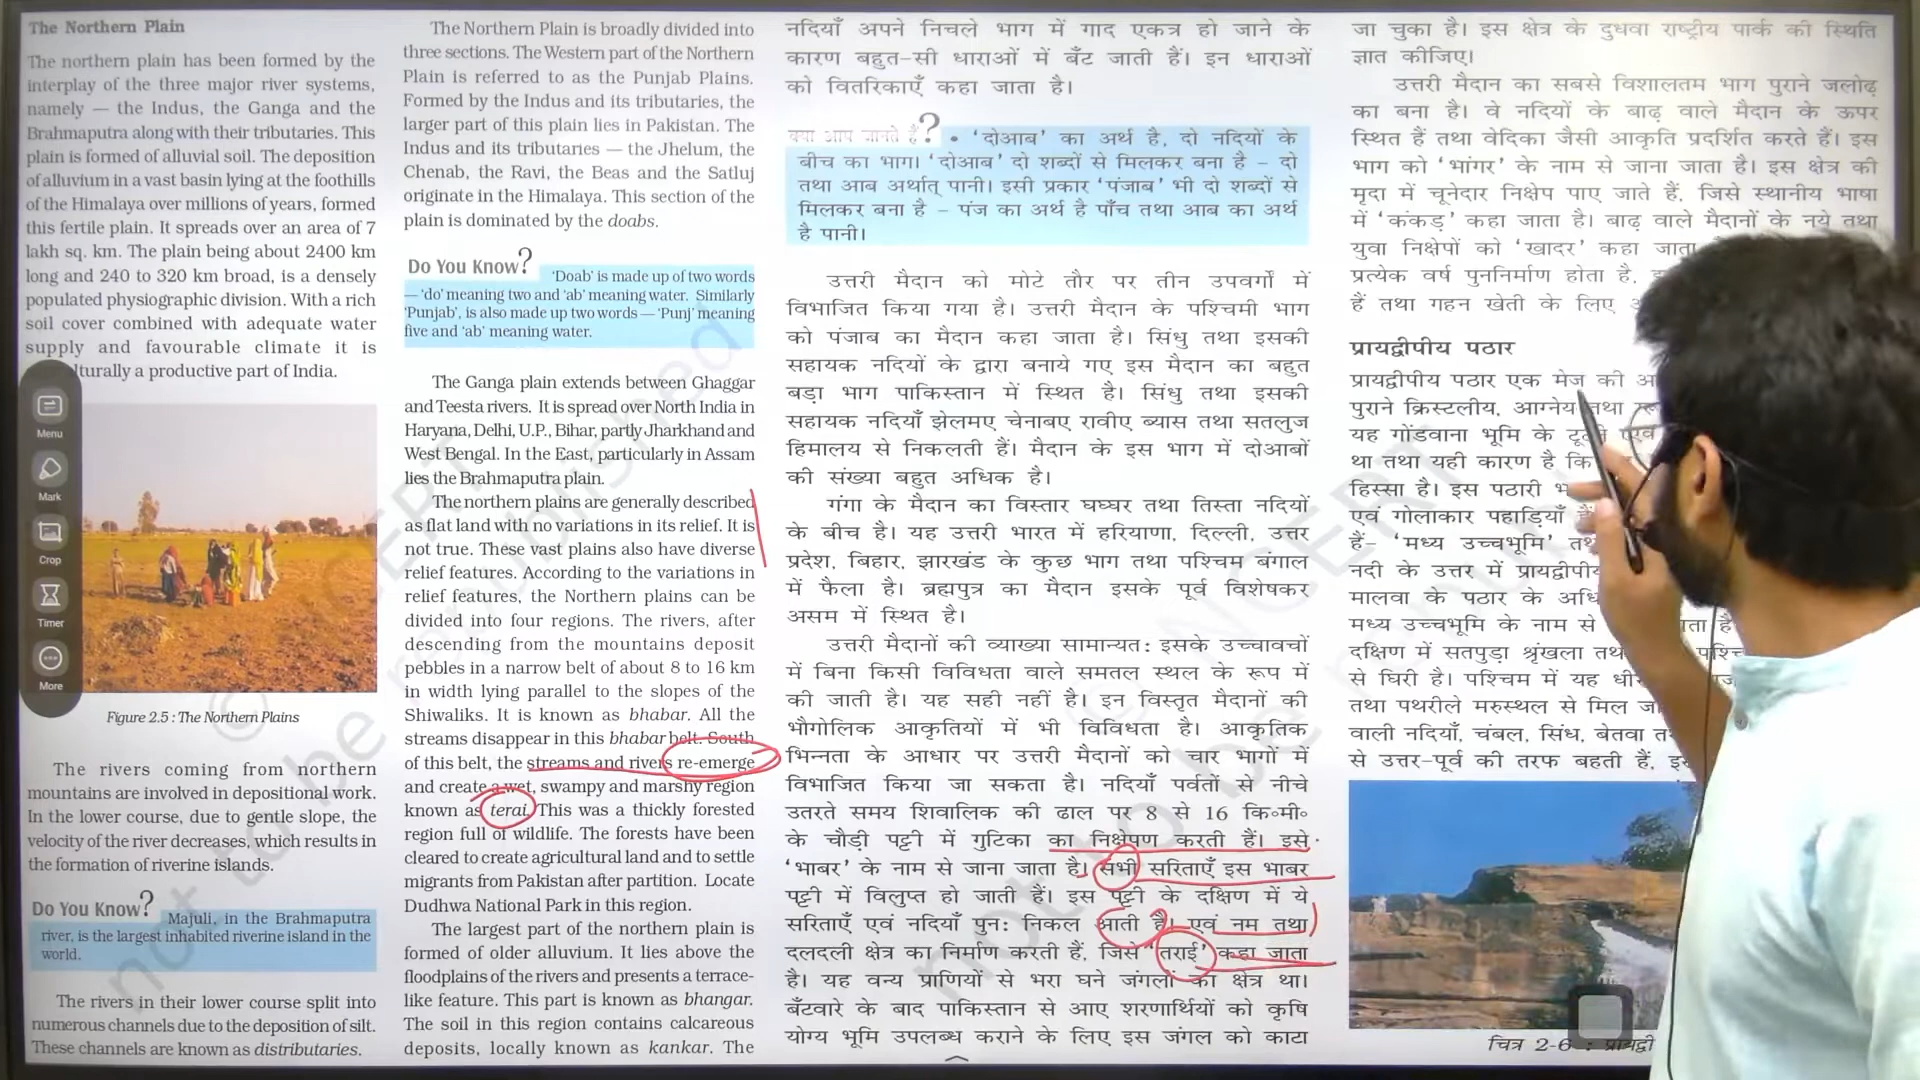 The Northern Plain
The northern plain has been formed by the
interplay of the three major river systems,
namely — the Indus, the Ganga and the
Brahmaputra along with their tributaries. This
plain is formed of alluvial soil. The deposition
of alluvium in a vast basin lying at the foothills
of the Himalaya over millions of years, formed
this fertile plain. It spreads over an area of 7
lakh sq. km. The plain being about 2400 km
long and 240 to 320 km broad, is a densely
populated physiographic division. With a rich
soil cover combined with adequate water
supply and favourable climate it is
lturally a productive part of India.
Menu
Mark
Crop
Timer
More
Figure 2.5 : The Northern Plains
The rivers coming from northern
mountains are involved in depositional work.
In the lower course, due to gentle slope, the
velocity of the river decreases, which results in
the formation of riverine islands.
Do You Know?
Majuli, in the Brahmaputra
river, is the largest inhabited riverine island in the
world.
The rivers in their lower course split into
numerous channels due to the deposition of silt.
These channels are known as distributaries.
The Northern Plain is broadly divided into
three sections. The Western part of the Northern
Plain is referred to as the Punjab Plains.
Formed by the Indus and its tributaries, the
larger part of this plain lies in Pakistan. The
Indus and its tributaries — the Jhelum, the
Chenab, the Ravi, the Beas and the Satluj
originate in the Himalaya. This section of the
plain is dominated by the doabs.
Do You Know?
'Doab' is made up of two words
— 'do' meaning two and 'ab' meaning water. Similarly
'Punjab', is also made up two words — 'Punj' meaning
five and 'ab' meaning water.
The Ganga plain extends between Ghaggar
and Teesta rivers. It is spread over North India in
Haryana, Delhi, U.P., Bihar, partly Jharkhand and
West Bengal. In the East, particularly in Assam
lies the Brahmaputra plain.
The northern plains are generally described
as flat land with no variations in its relief. It is
not true. These vast plains also have diverse
relief features. According to the variations in
relief features, the Northern plains can be
divided into four regions. The rivers, after
descending from the mountains deposit
pebbles in a narrow belt of about 8 to 16 km
in width lying parallel to the slopes of the
Shiwaliks. It is known as bhabar. All the
streams disappear in this bhabar belt. South
of this belt, the streams and rivers re-emerge
and create a wet, swampy and marshy region
known as terai. This was a thickly forested
region full of wildlife. The forests have been
cleared to create agricultural land and to settle
migrants from Pakistan after partition. Locate
Dudhwa National Park in this region.
The largest part of the northern plain is
formed of older alluvium. It lies above the
floodplains of the rivers and presents a terrace-
like feature. This part is known as bhangar.
The soil in this region contains calcareous
deposits, locally known as kankar. The
नदियाँ अपने निचले भाग में गाद एकत्र हो जाने के
कारण बहुत-सी धाराओं में बँट जाती हैं। इन धाराओं
को वितरिकाएँ कहा जाता है।
क्या आप जानते हैं? • 'दोआब' का अर्थ है, दो नदियों के
बीच का भाग। 'दोआब' दो शब्दों से मिलकर बना है – दो
तथा आब अर्थात् पानी। इसी प्रकार 'पंजाब' भी दो शब्दों से
मिलकर बना है – पंज का अर्थ है पाँच तथा आब का अर्थ
है पानी।
उत्तरी मैदान को मोटे तौर पर तीन उपवर्गों में
विभाजित किया गया है। उत्तरी मैदान के पश्चिमी भाग
को पंजाब का मैदान कहा जाता है। सिंधु तथा इसकी
सहायक नदियों के द्वारा बनाये गए इस मैदान का बहुत
बड़ा भाग पाकिस्तान में स्थित है। सिंधु तथा इसकी
सहायक नदियाँ झेलमए चेनाबए रावीए ब्यास तथा सतलुज
हिमालय से निकलती हैं। मैदान के इस भाग में दोआबों
की संख्या बहुत अधिक है।
गंगा के मैदान का विस्तार घघ्घर तथा तिस्ता नदियों
के बीच है। यह उत्तरी भारत में हरियाणा, दिल्ली, उत्तर
प्रदेश, बिहार, झारखंड के कुछ भाग तथा पश्चिम बंगाल
में फैला है। ब्रह्मपुत्र का मैदान इसके पूर्व विशेषकर
असम में स्थित है।
उत्तरी मैदानों की व्याख्या सामान्यत: इसके उच्चावचों
में बिना किसी विविधता वाले समतल स्थल के रूप में
की जाती है। यह सही नहीं है। इन विस्तृत मैदानों की
भौगोलिक आकृतियों में भी विविधता है। आकृतिक
भिन्नता के आधार पर उत्तरी मैदानों को चार भागों में
विभाजित किया जा सकता है। नदियाँ पर्वतों से नीचे
उतरते समय शिवालिक की ढाल पर 8 से 16 कि॰मी॰
के चौड़ी पट्टी में गुटिका का निक्षेपण करती हैं। इसे
'भाबर' के नाम से जाना जाता है। सभी सरिताएँ इस भाबर
पट्टी में विलुप्त हो जाती हैं। इस पट्टी के दक्षिण में ये
सरिताएँ एवं नदियाँ पुन: निकल आती हैं। एवं नम तथा
दलदली क्षेत्र का निर्माण करती हैं, जिसे 'तराई' कहा जाता
है। यह वन्य प्राणियों से भरा घने जंगलों का क्षेत्र था।
बँटवारे के बाद पाकिस्तान से आए शरणार्थियों को कृषि
योग्य भूमि उपलब्ध कराने के लिए इस जंगल को काटा
जा चुका है। इस क्षेत्र के दुधवा राष्ट्रीय पार्क की स्थिति
ज्ञात कीजिए।
उत्तरी मैदान का सबसे विशालतम भाग पुराने जलोढ़
का बना है। वे नदियों के बाढ़ वाले मैदान के ऊपर
स्थित हैं तथा वेदिका जैसी आकृति प्रदर्शित करते हैं। इस
भाग को 'भांगर' के नाम से जाना जाता है। इस क्षेत्र की
मृदा में चूनेदार निक्षेप पाए जाते हैं, जिसे स्थानीय भाषा
में 'कंकड़' कहा जाता है। बाढ़ वाले मैदानों के नये तथा
युवा निक्षेपों को 'खादर' कहा जाता
प्रत्येक वर्ष पुननिर्माण होता है,
हैं तथा गहन खेती के लिए
प्रायद्वीपीय पठार
प्रायद्वीपीय पठार एक मेज की
पुराने क्रिस्टलीय, आग्नेय तथा
यह गोंडवाना भूमि के टूटने एवं
था तथा यही कारण है कि
हिस्सा है। इस पठारी
एवं गोलाकार पहाड़ियाँ हैं
हैं– 'मध्य उच्चभूमि'
नदी के उत्तर में प्रायद्वीपीय
मालवा के पठार के
मध्य उच्चभूमि के नाम से है
दक्षिण में सतपुड़ा श्रृंखला
से घिरी है। पश्चिम में यह
तथा पथरीले मरुस्थल से मिल
वाली नदियाँ, चंबल, सिंध, बेतवा
से उत्तर-पूर्व की तरफ बहती हैं,
चित्र 2-6 :
© NCERT
not to be republished